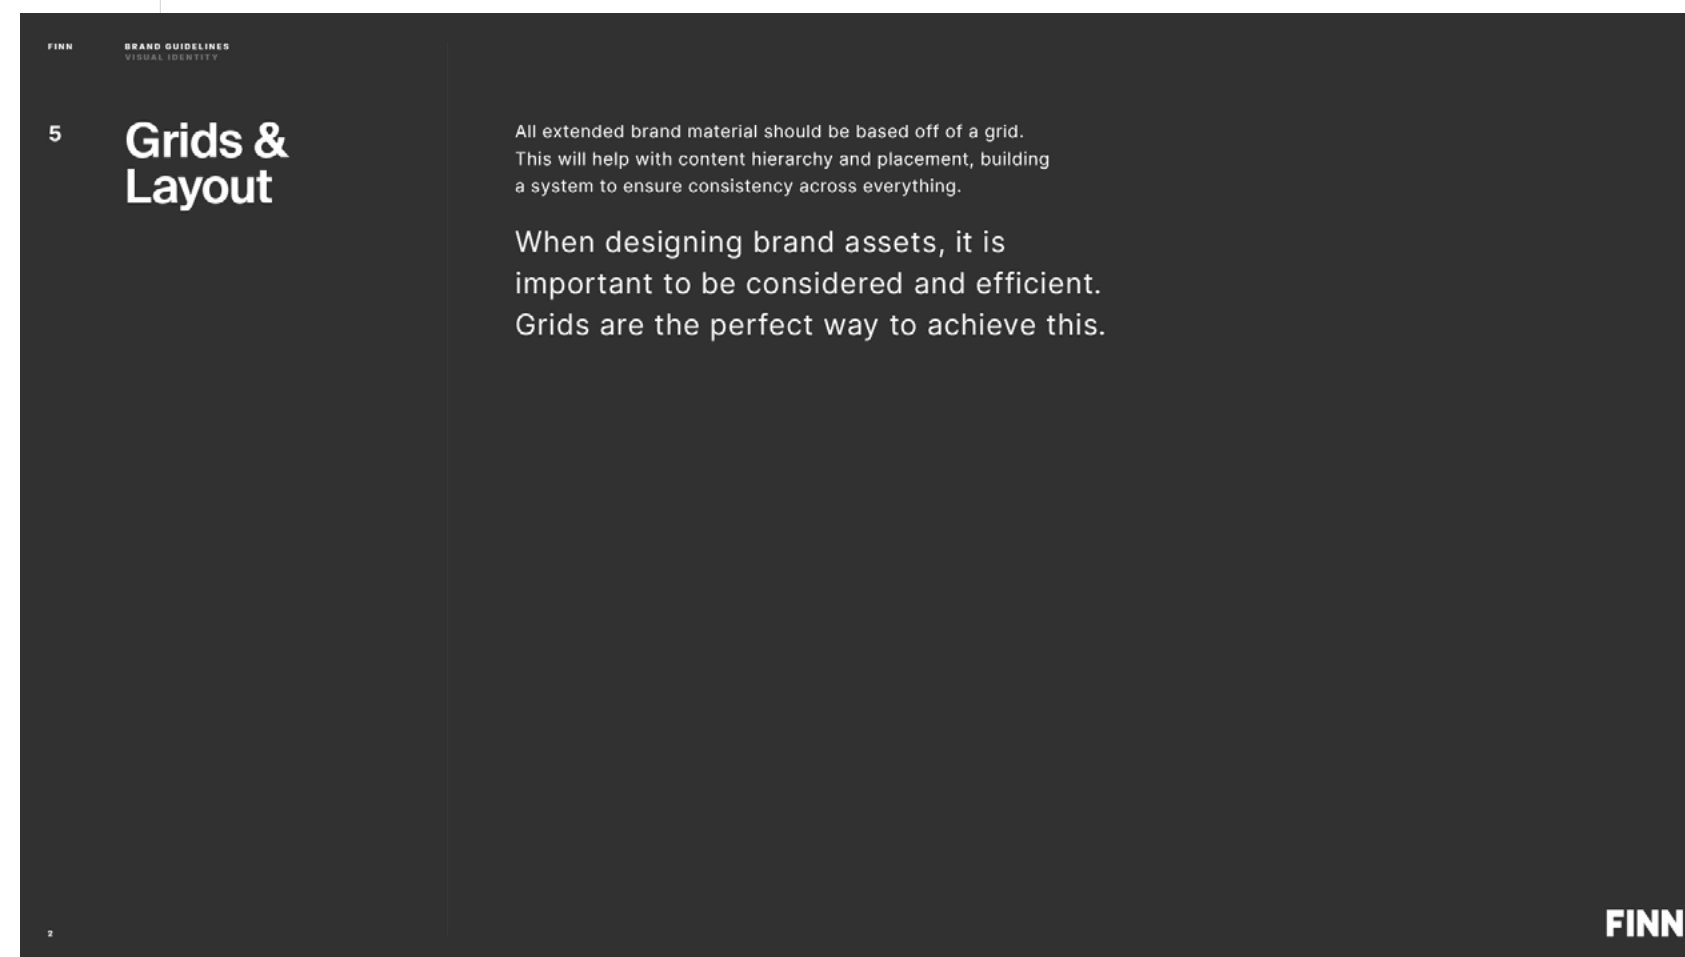 FINN
BRAND GUIDELINES
VISUAL IDENTITY
5
Grids &
Layout
All extended brand material should be based off of a grid.
This will help with content hierarchy and placement, building
a system to ensure consistency across everything.
When designing brand assets, it is
important to be considered and efficient.
Grids are the perfect way to achieve this.
2
FINN